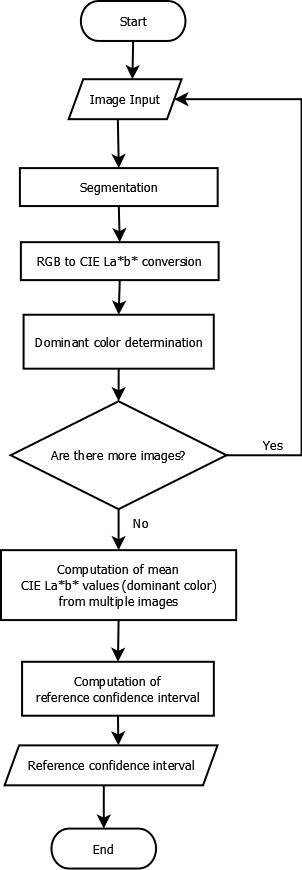 Start
Image Input
Segmentation
RGB to CIE La*b* conversion
Dominant color determination
Are there more images?
Yes
No
Computation of mean
CIE La*b* values (dominant color)
from multiple images
Computation of
reference confidence interval
Reference confidence interval
End